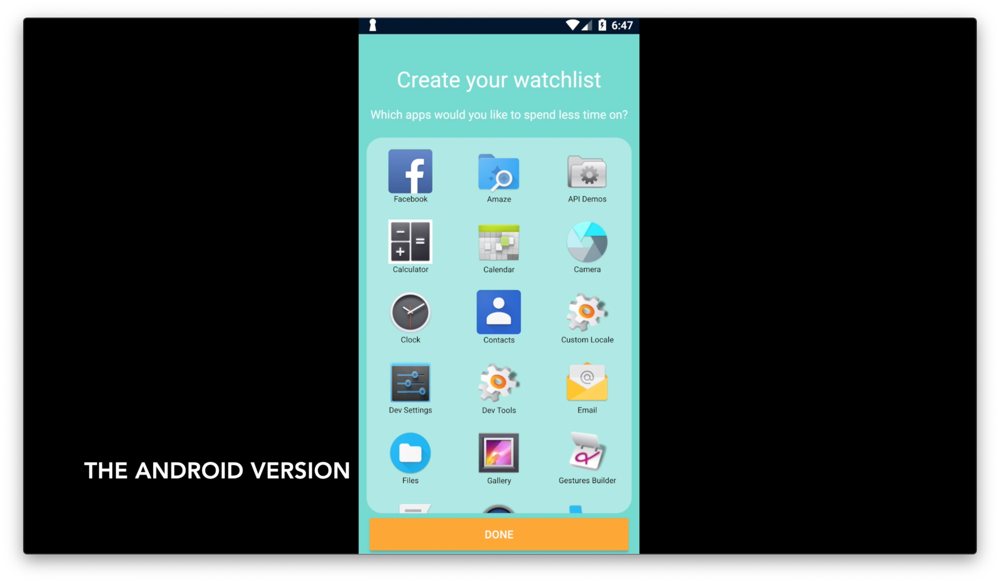 6:47
Create your watchlist
Which apps would you like to spend less time on?
Facebook
Amaze
API Demos
Calculator
Calendar
Camera
Clock
Contacts
Custom Locale
Dev Settings
Dev Tools
Email
Files
Gallery
Gestures Builder
THE ANDROID VERSION
DONE